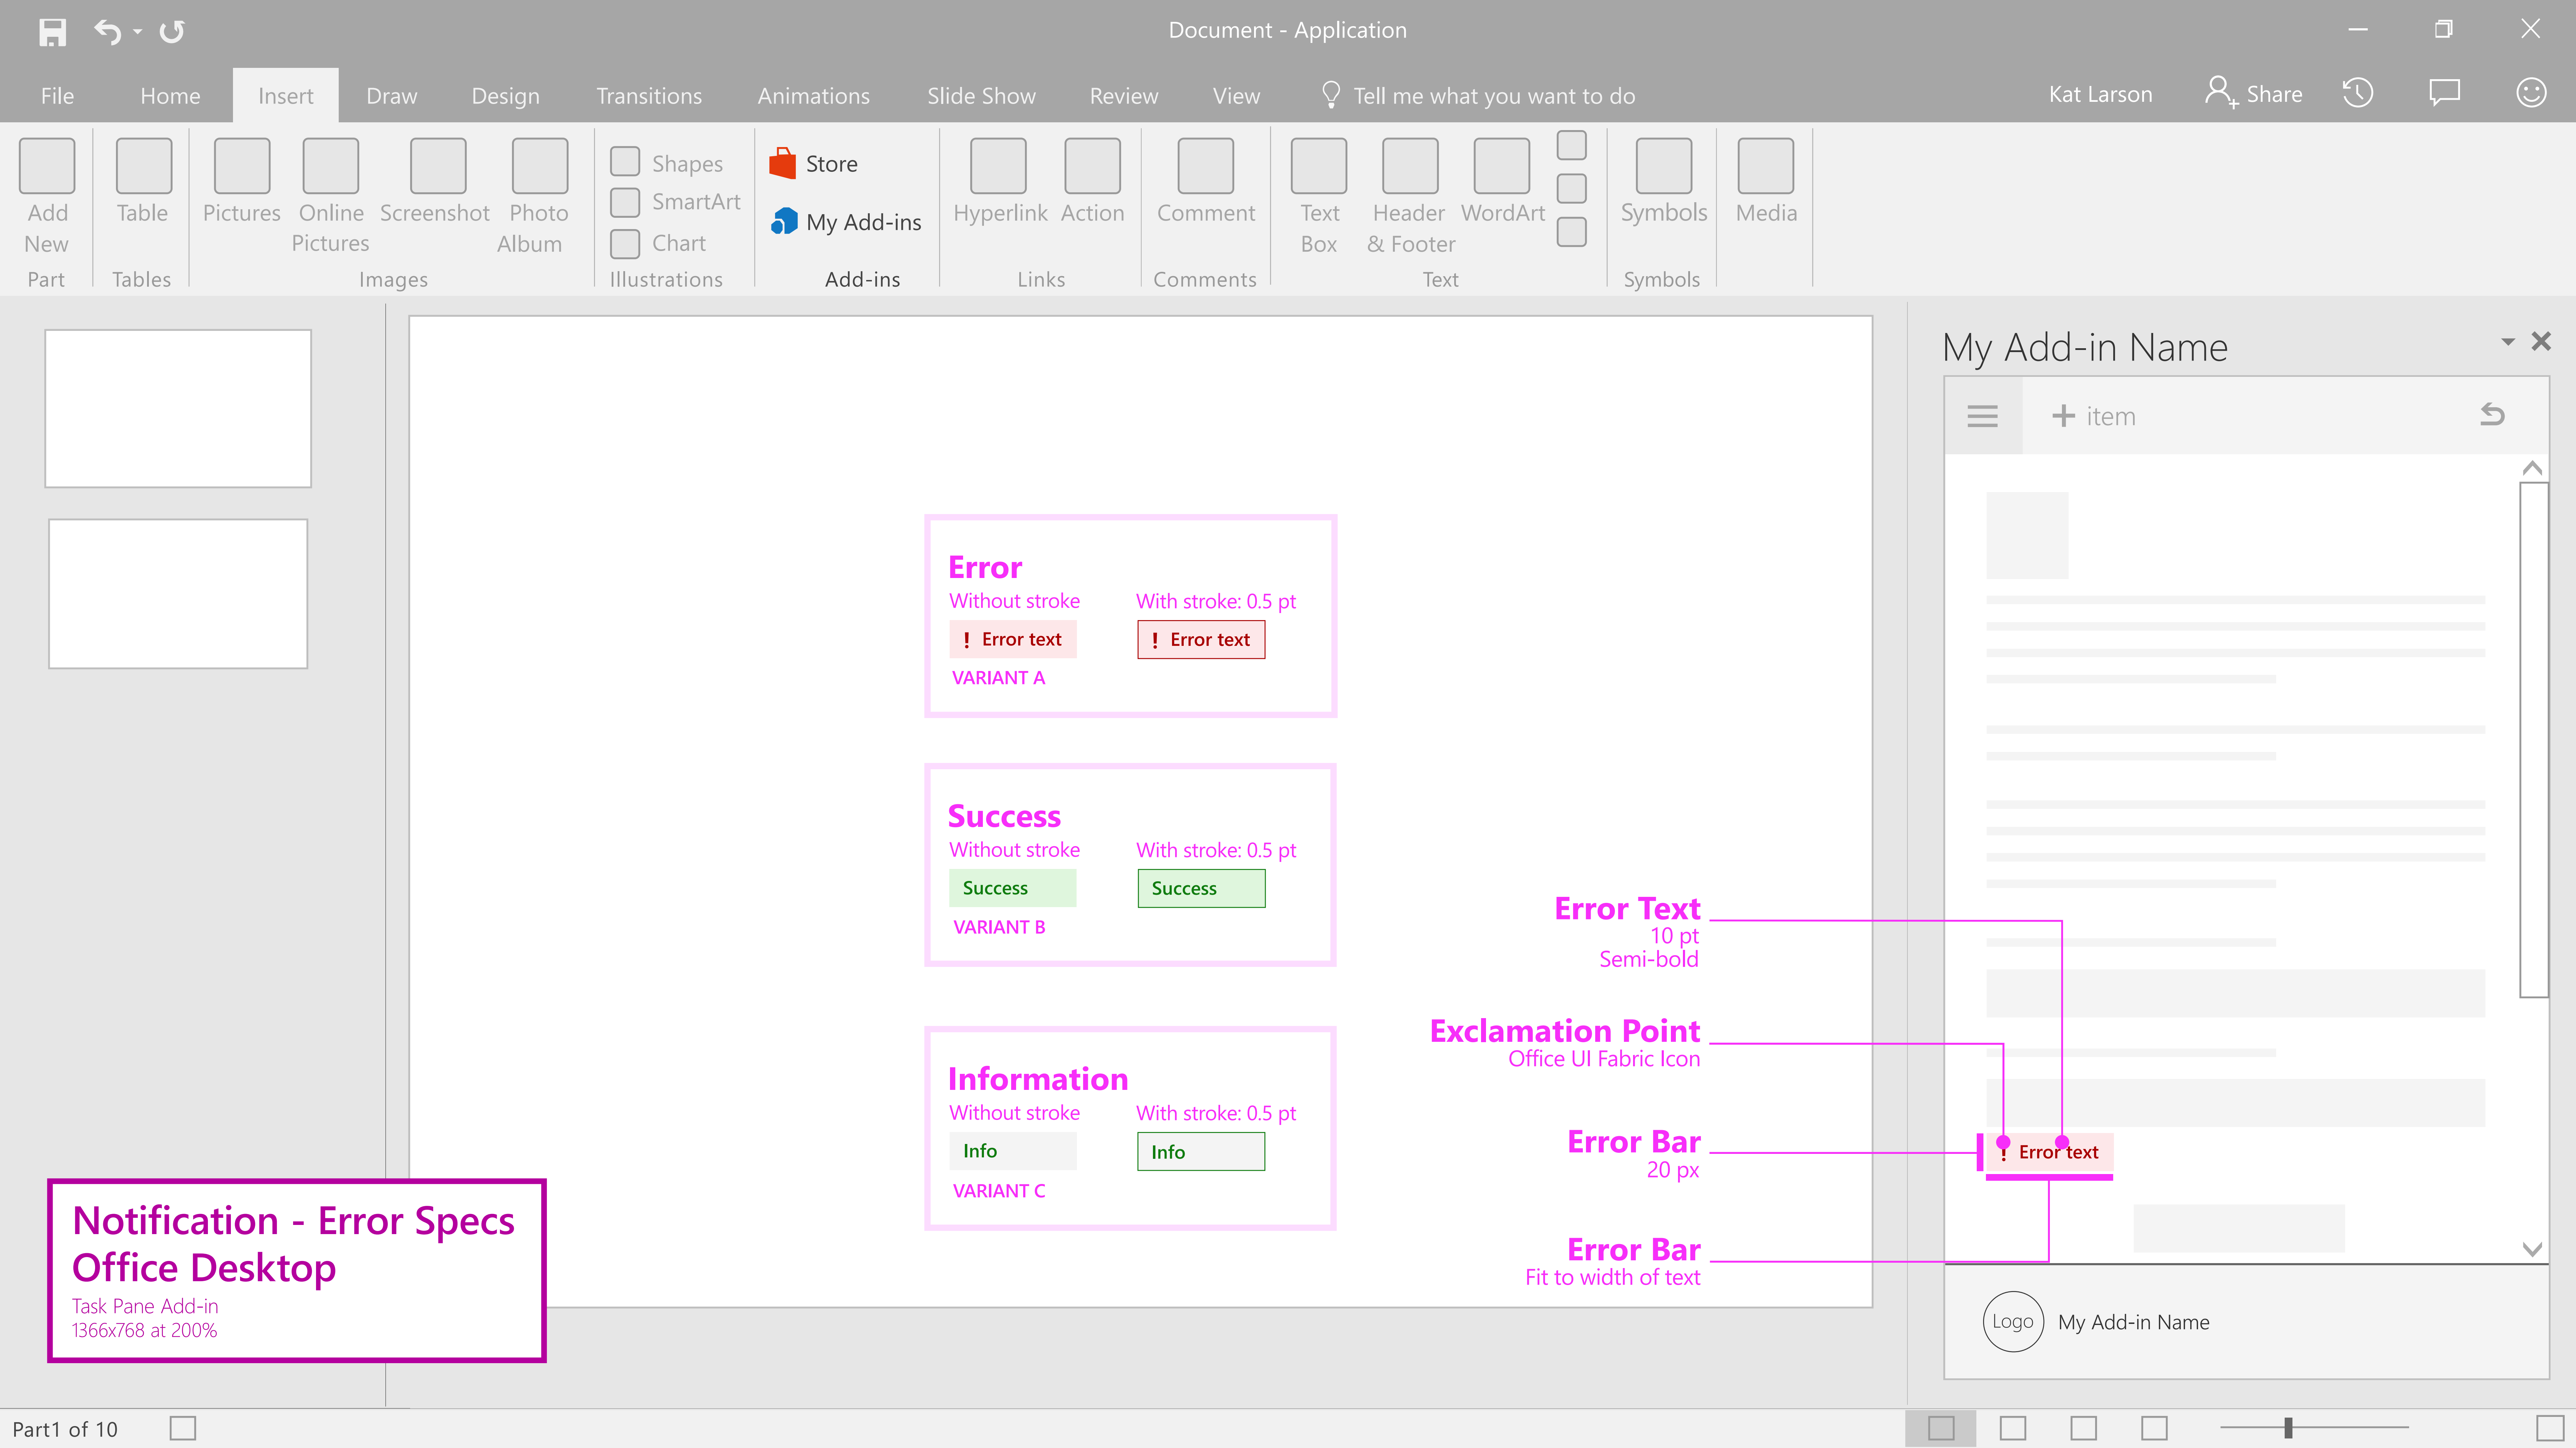 Document - Application
File Home Insert Draw Design Transitions Animations Slide Show Review View Tell me what you want to do Kat Larson Share
Add New
Table
Pictures
Online Pictures
Screenshot
Photo Album
Shapes
SmartArt
Chart
Store
My Add-ins
Hyperlink
Action
Comment
Text Box
Header & Footer
WordArt
Symbols
Media
Part Tables Images Illustrations Add-ins Links Comments Text Symbols
My Add-in Name
item
Error
Without stroke With stroke: 0.5 pt
! Error text ! Error text
VARIANT A
Success
Without stroke With stroke: 0.5 pt
Success Success
VARIANT B
Information
Without stroke With stroke: 0.5 pt
Info Info
VARIANT C
Error Text
10 pt
Semi-bold
Exclamation Point
Office UI Fabric Icon
Error Bar
20 px
Error Bar
Fit to width of text
! Error text
Logo My Add-in Name
Notification - Error Specs
Office Desktop
Task Pane Add-in
1366x768 at 200%
Part1 of 10